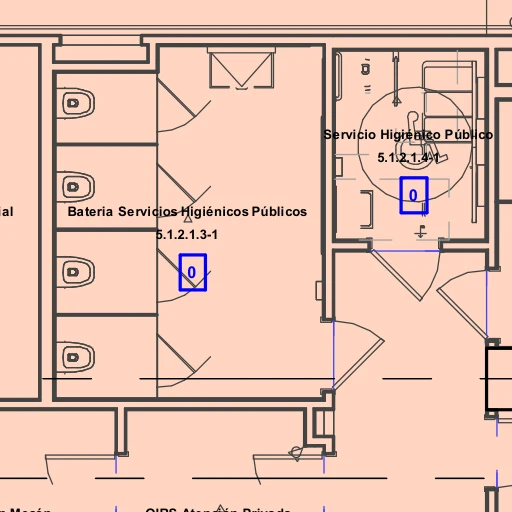 Servicio Higiénico Público
5.1.2.1.4-1
0
ial
Bateria Servicios Higiénicos Públicos
5.1.2.1.3-1
0